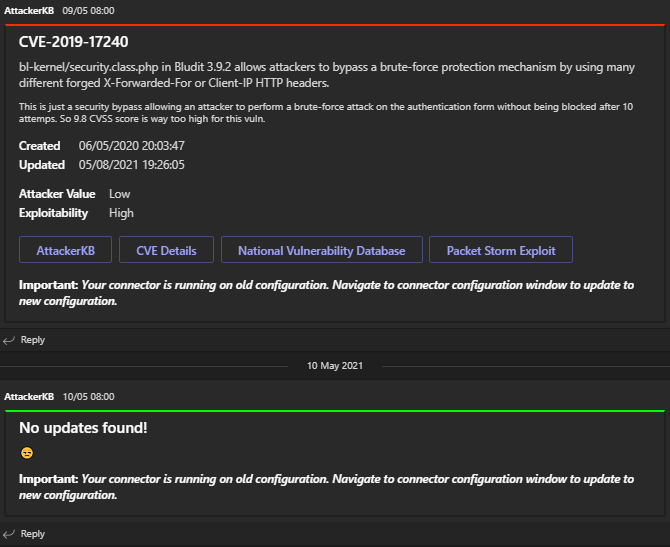 AttackerKB 09/05 08:00
CVE-2019-17240
bl-kernel/security.class.php in Bludit 3.9.2 allows attackers to bypass a brute-force protection mechanism by using many
different forged X-Forwarded-For or Client-IP HTTP headers.
This is just a security bypass allowing an attacker to perform a brute-force attack on the authentication form without being blocked after 10
attemps. So 9.8 CVSS score is way too high for this vuln.
Created 06/05/2020 20:03:47
Updated 05/08/2021 19:26:05
Attacker Value Low
Exploitability High
AttackerKB CVE Details National Vulnerability Database Packet Storm Exploit
Important: Your connector is running on old configuration. Navigate to connector configuration window to update to
new configuration.
Reply
10 May 2021
AttackerKB 10/05 08:00
No updates found!
Important: Your connector is running on old configuration. Navigate to connector configuration window to update to
new configuration.
Reply